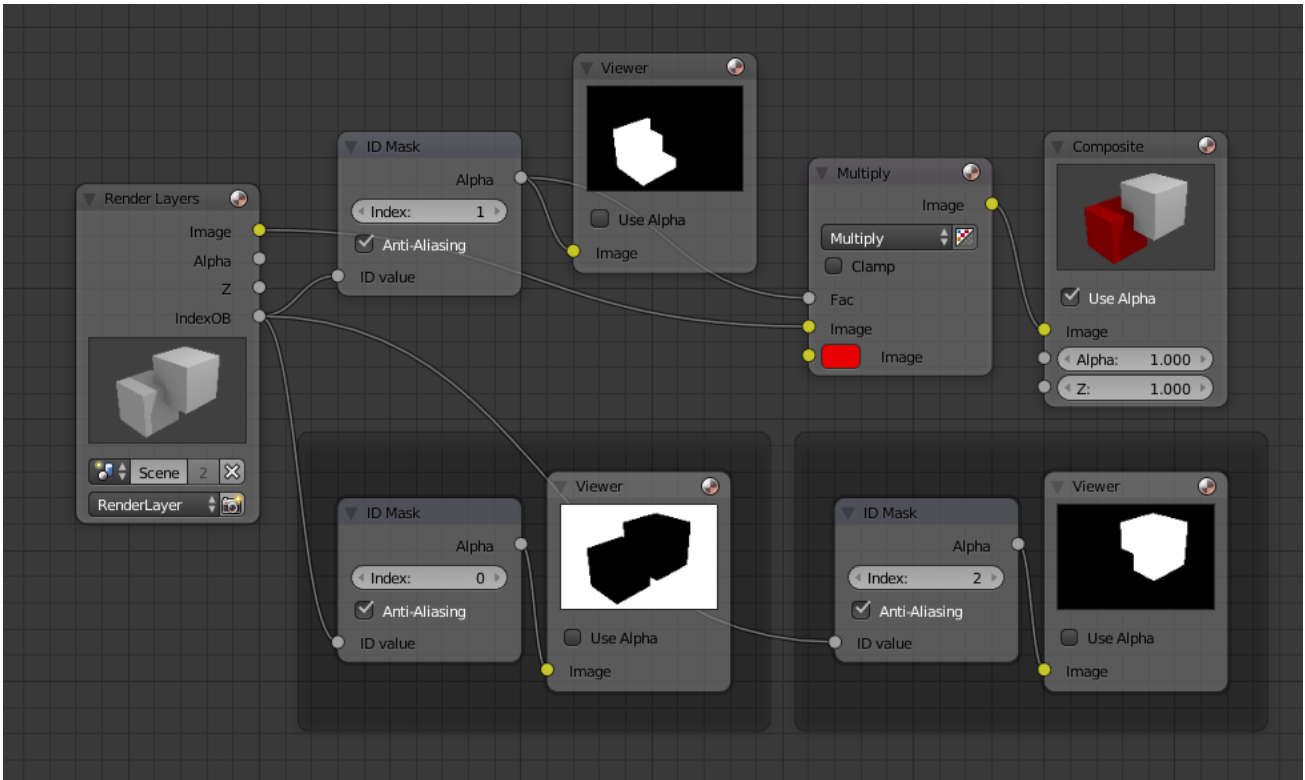 Render Layers
Image
Alpha
Z
IndexOB
Scene 2
RenderLayer
ID Mask
Alpha
Index: 1
Anti-Aliasing
ID value
Viewer
Use Alpha
Image
Multiply
Image
Multiply
Clamp
Fac
Image
Image
Composite
Use Alpha
Image
Alpha: 1.000
Z: 1.000
ID Mask
Alpha
Index: 0
Anti-Aliasing
ID value
Viewer
Use Alpha
Image
ID Mask
Alpha
Index: 2
Anti-Aliasing
ID value
Viewer
Use Alpha
Image